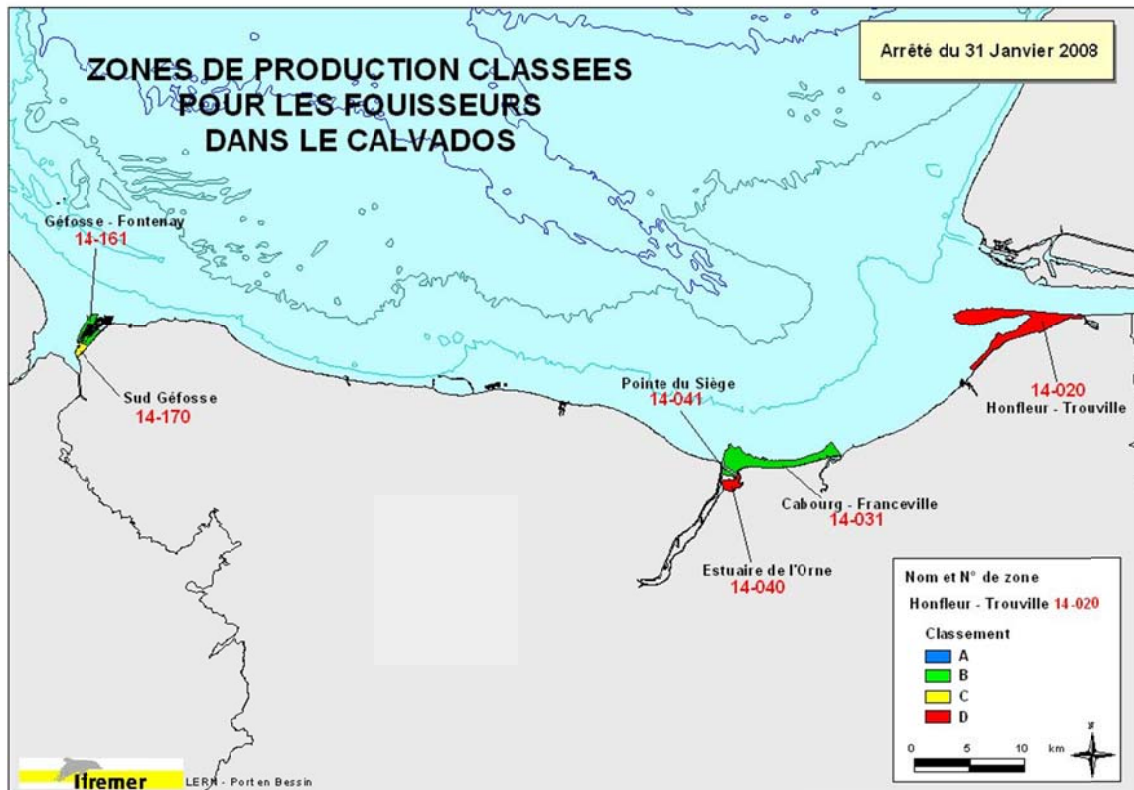 Arrêté du 31 Janvier 2008
ZONES DE PRODUCTION CLASSEES
POUR LES FOUISSEURS
DANS LE CALVADOS
Géfosse - Fontenay
14-161
Sud Géfosse
14-170
Pointe du Siège
14-041
14-020
Honfleur - Trouville
Cabourg - Franceville
14-031
Estuaire de l'Orne
14-040
Nom et N° de zone
Honfleur - Trouville 14-020
Classement
A
B
C
D
0 5 10 km
N
Ifremer
LERN - Port en Bessin